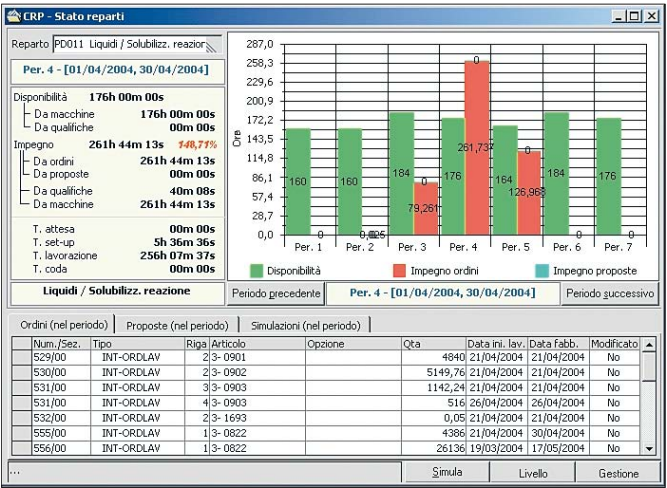 CRP - Stato reparti
Reparto PD011 Liquidi / Solubilizz. reazion
Per. 4 - [01/04/2004, 30/04/2004]
Disponibilità 176h 00m 00s
Da macchine 176h 00m 00s
Da qualifiche 00m 00s
Impegno 261h 44m 13s 148,71%
Da ordini 261h 44m 13s
Da proposte 00m 00s
Da qualifiche 40m 08s
Da macchine 261h 44m 13s
T. attesa 00m 00s
T. set-up 5h 36m 36s
T. lavorazione 256h 07m 37s
T. coda 00m 00s
Liquidi / Solubilizz. reazione
Ore
287,0
258,3
229,6
200,9
172,2
143,5
114,8
86,1
57,4
28,7
0,0
160 0
160
184 79,261 0
176 261,737 0
164 126,968 0
184 0
176 0
Per. 1 Per. 2 Per. 3 Per. 4 Per. 5 Per. 6 Per. 7
Disponibilità Impegno ordini Impegno proposte
Periodo precedente Per. 4 - [01/04/2004, 30/04/2004] Periodo successivo
Ordini (nel periodo) Proposte (nel periodo) Simulazioni (nel periodo)
Num./Sez. Tipo Riga Articolo Opzione Qta Data ini. lav. Data fabb. Modificato
529/00 INT-ORDLAV 2 3- 0901 4840 21/04/2004 21/04/2004 No
530/00 INT-ORDLAV 2 3- 0902 5149,76 21/04/2004 21/04/2004 No
531/00 INT-ORDLAV 3 3- 0903 1142,24 21/04/2004 21/04/2004 No
531/00 INT-ORDLAV 4 3- 0903 516 26/04/2004 26/04/2004 No
532/00 INT-ORDLAV 2 3- 1693 0,05 21/04/2004 21/04/2004 No
555/00 INT-ORDLAV 1 3- 0822 4386 21/04/2004 30/04/2004 No
556/00 INT-ORDLAV 1 3- 0822 26136 19/03/2004 17/05/2004 No
... Simula Livello Gestione